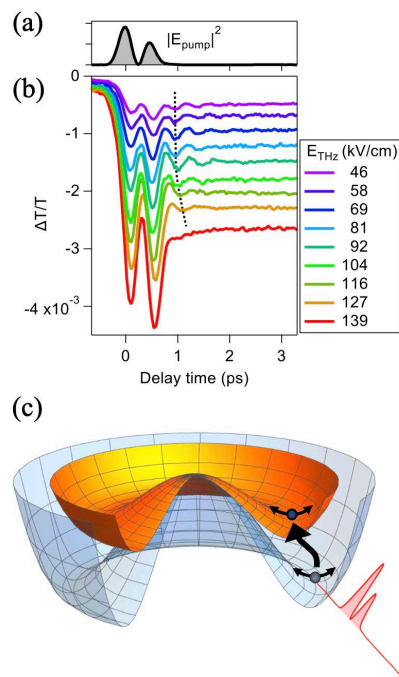 (a)
|E_pump|²
(b)
0
-1
-2
-3
-4 x10⁻³
ΔT/T
0
1
2
3
Delay time (ps)
E_THz (kV/cm)
46
58
69
81
92
104
116
127
139
(c)